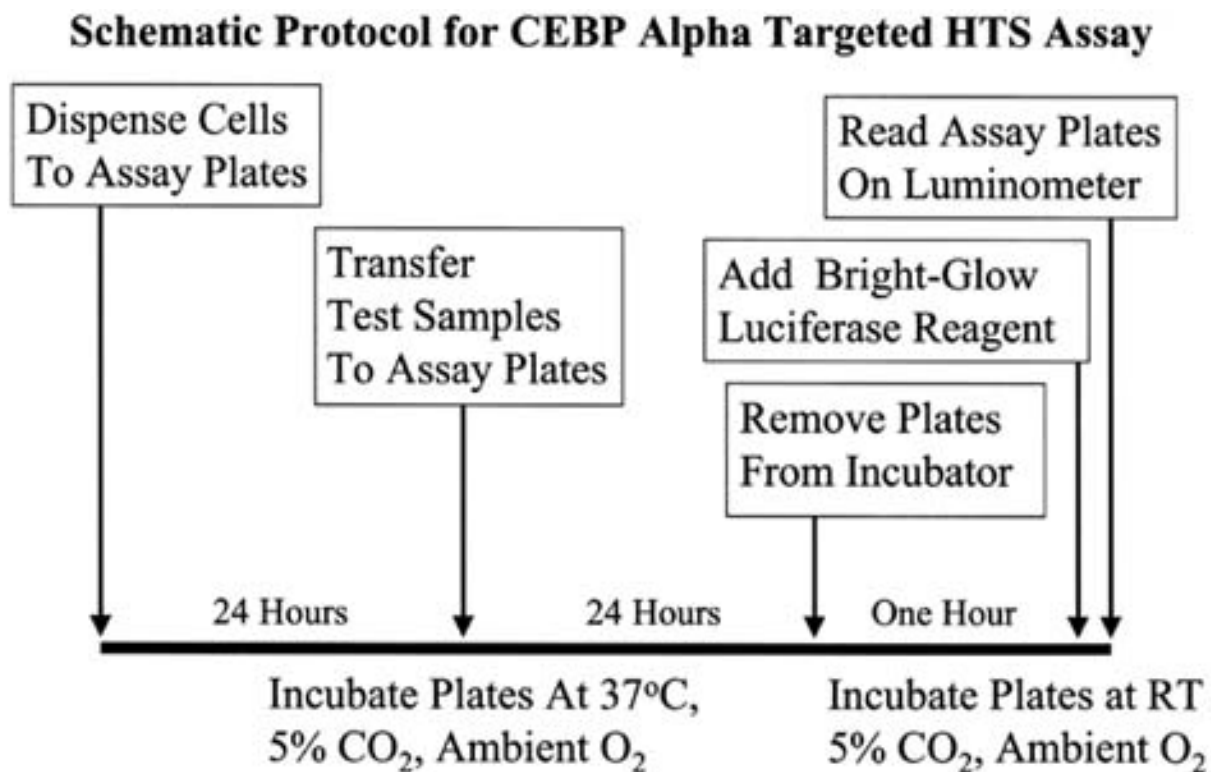 Schematic Protocol for CEBP Alpha Targeted HTS Assay
Dispense Cells
To Assay Plates
Transfer
Test Samples
To Assay Plates
Read Assay Plates
On Luminometer
Add Bright-Glow
Luciferase Reagent
Remove Plates
From Incubator
24 Hours
24 Hours
One Hour
Incubate Plates At 37°C,
5% CO₂, Ambient O₂
Incubate Plates at RT
5% CO₂, Ambient O₂